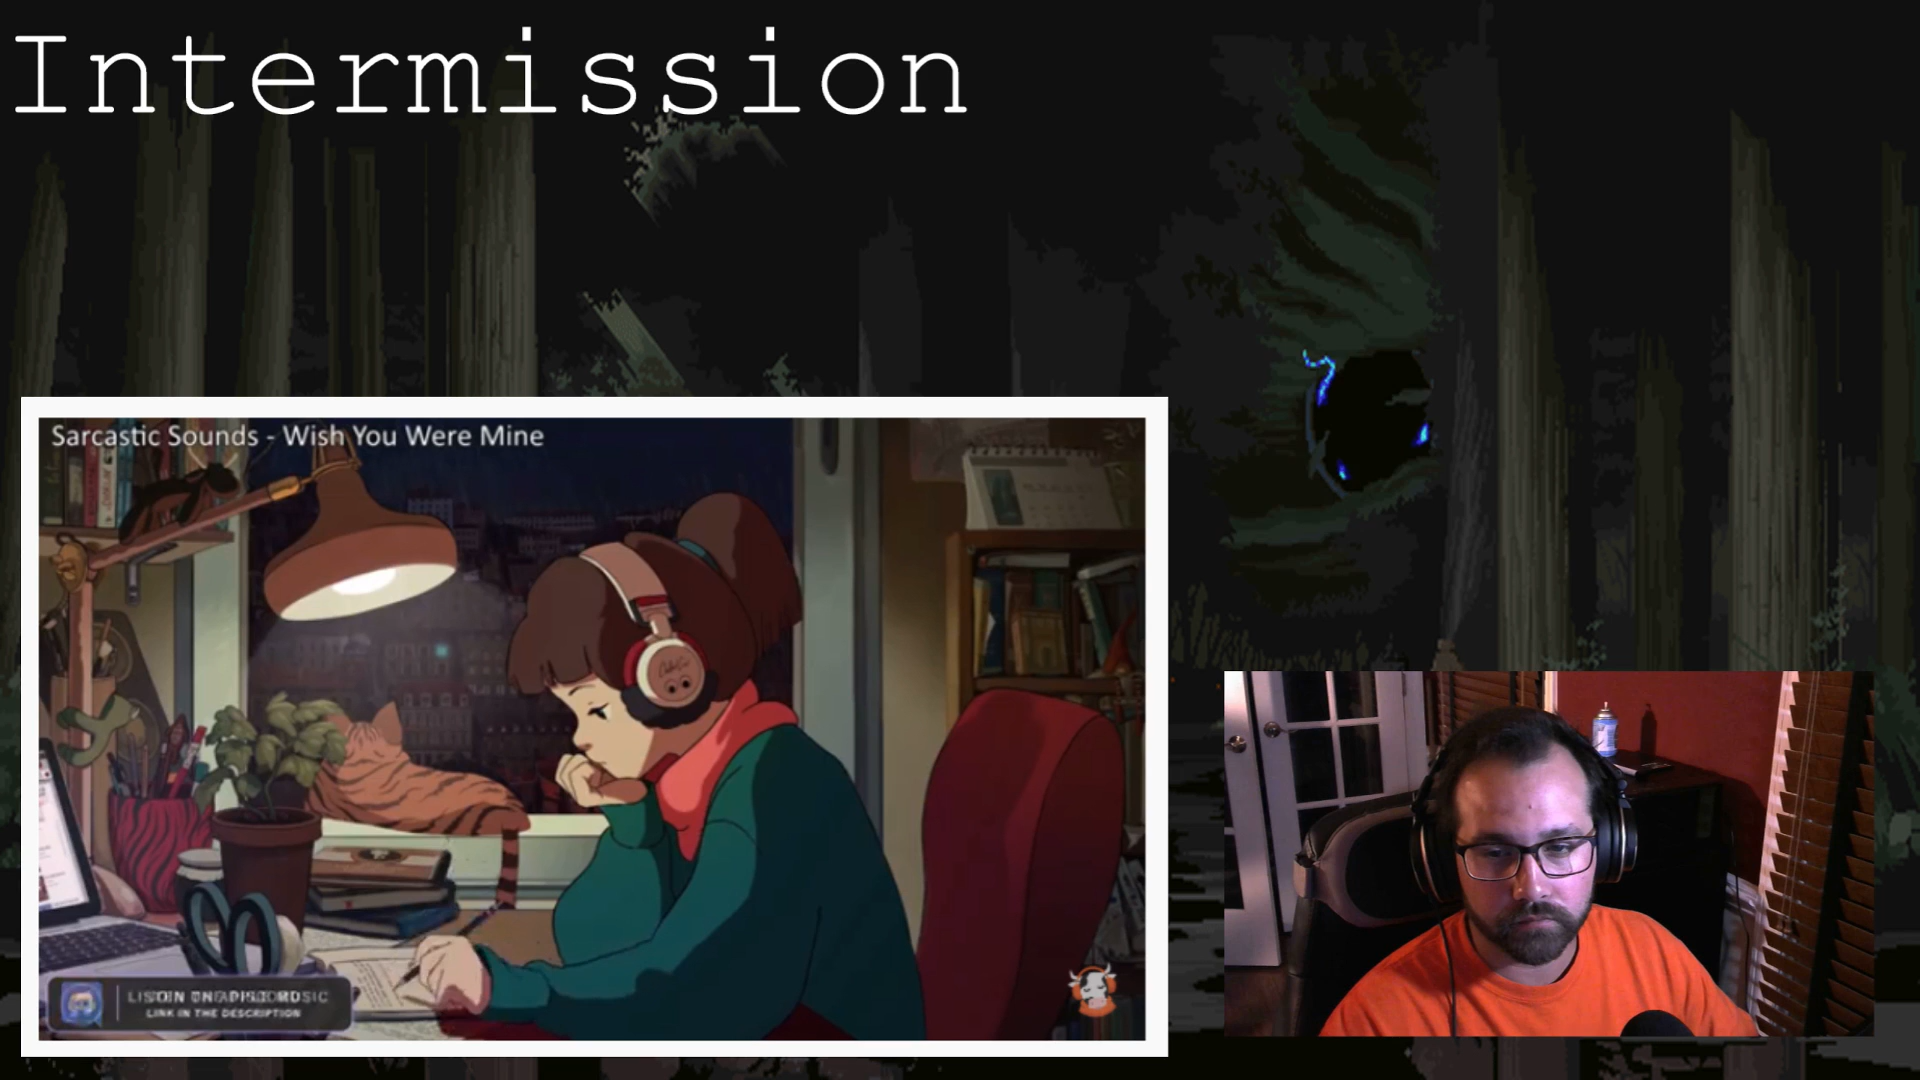 Intermission
Sarcastic Sounds - Wish You Were Mine
LINK IN THE DESCRIPTION